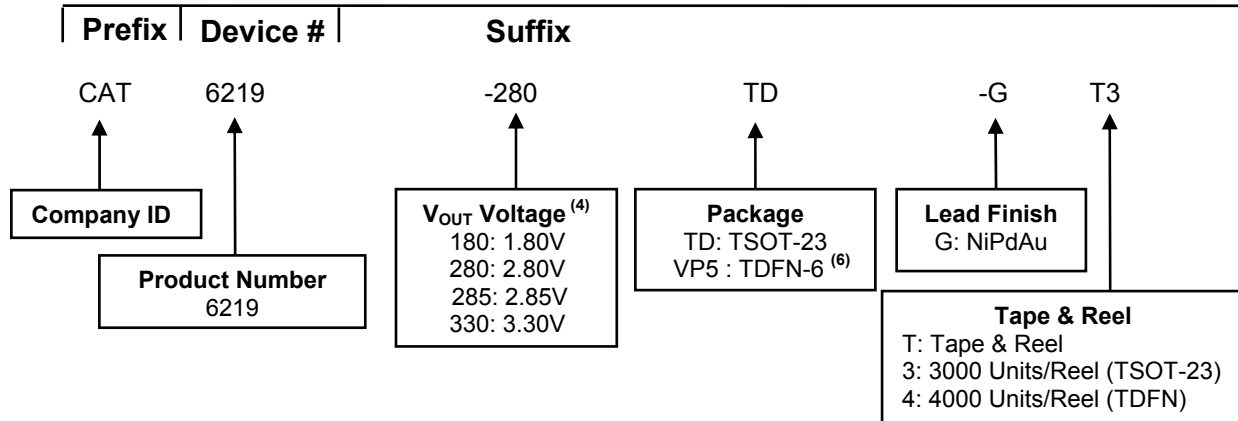 Prefix Device # Suffix
CAT 6219 -280 TD -G T3
Company ID
Product Number
6219
VOUT Voltage (4)
180: 1.80V
280: 2.80V
285: 2.85V
330: 3.30V
Package
TD: TSOT-23
VP5 : TDFN-6 (6)
Lead Finish
G: NiPdAu
Tape & Reel
T: Tape & Reel
3: 3000 Units/Reel (TSOT-23)
4: 4000 Units/Reel (TDFN)